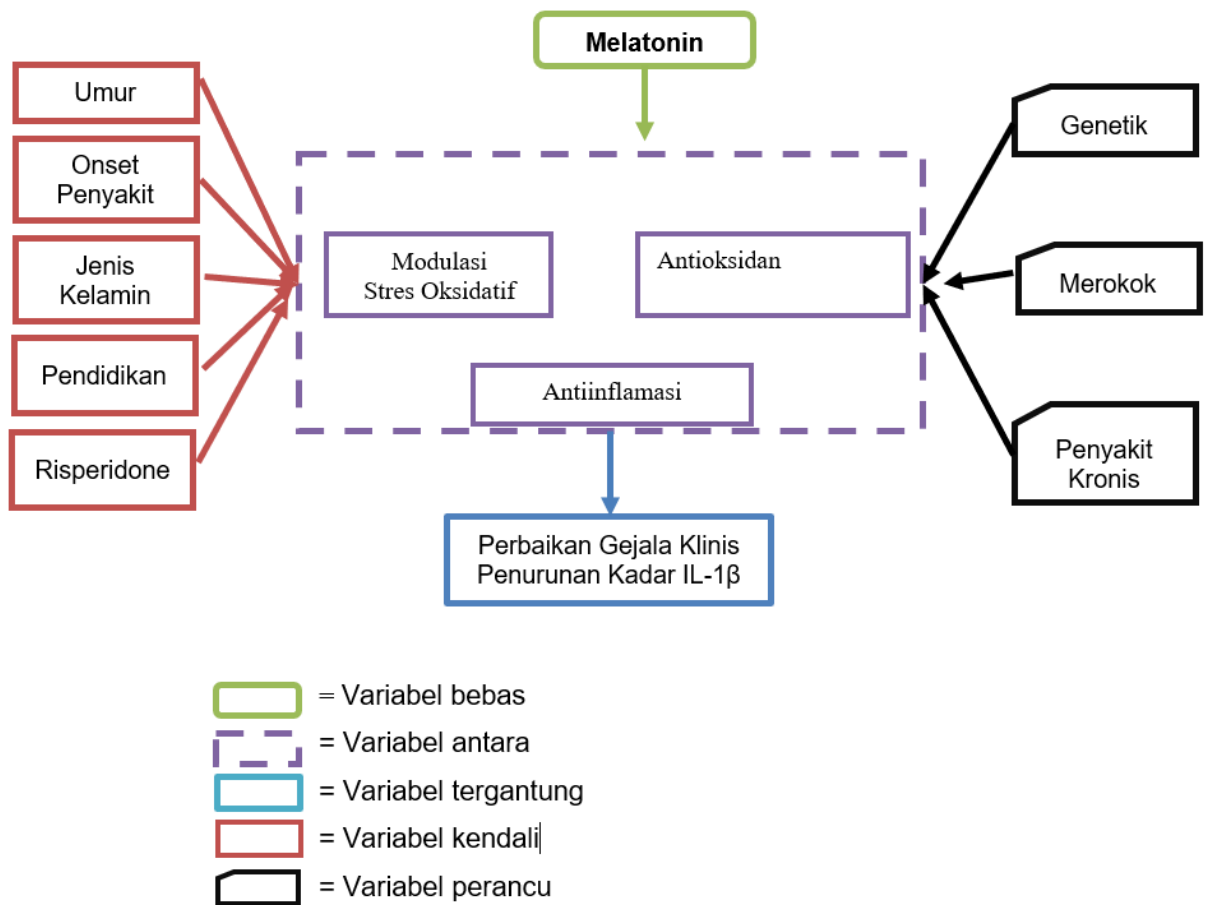 Melatonin
Umur
Onset
Penyakit
Jenis
Kelamin
Pendidikan
Risperidone
Modulasi
Stres Oksidatif
Antioksidan
Antiinflamasi
Genetik
Merokok
Penyakit
Kronis
Perbaikan Gejala Klinis
Penurunan Kadar IL-1β
= Variabel bebas
= Variabel antara
= Variabel tergantung
= Variabel kendali
= Variabel perancu